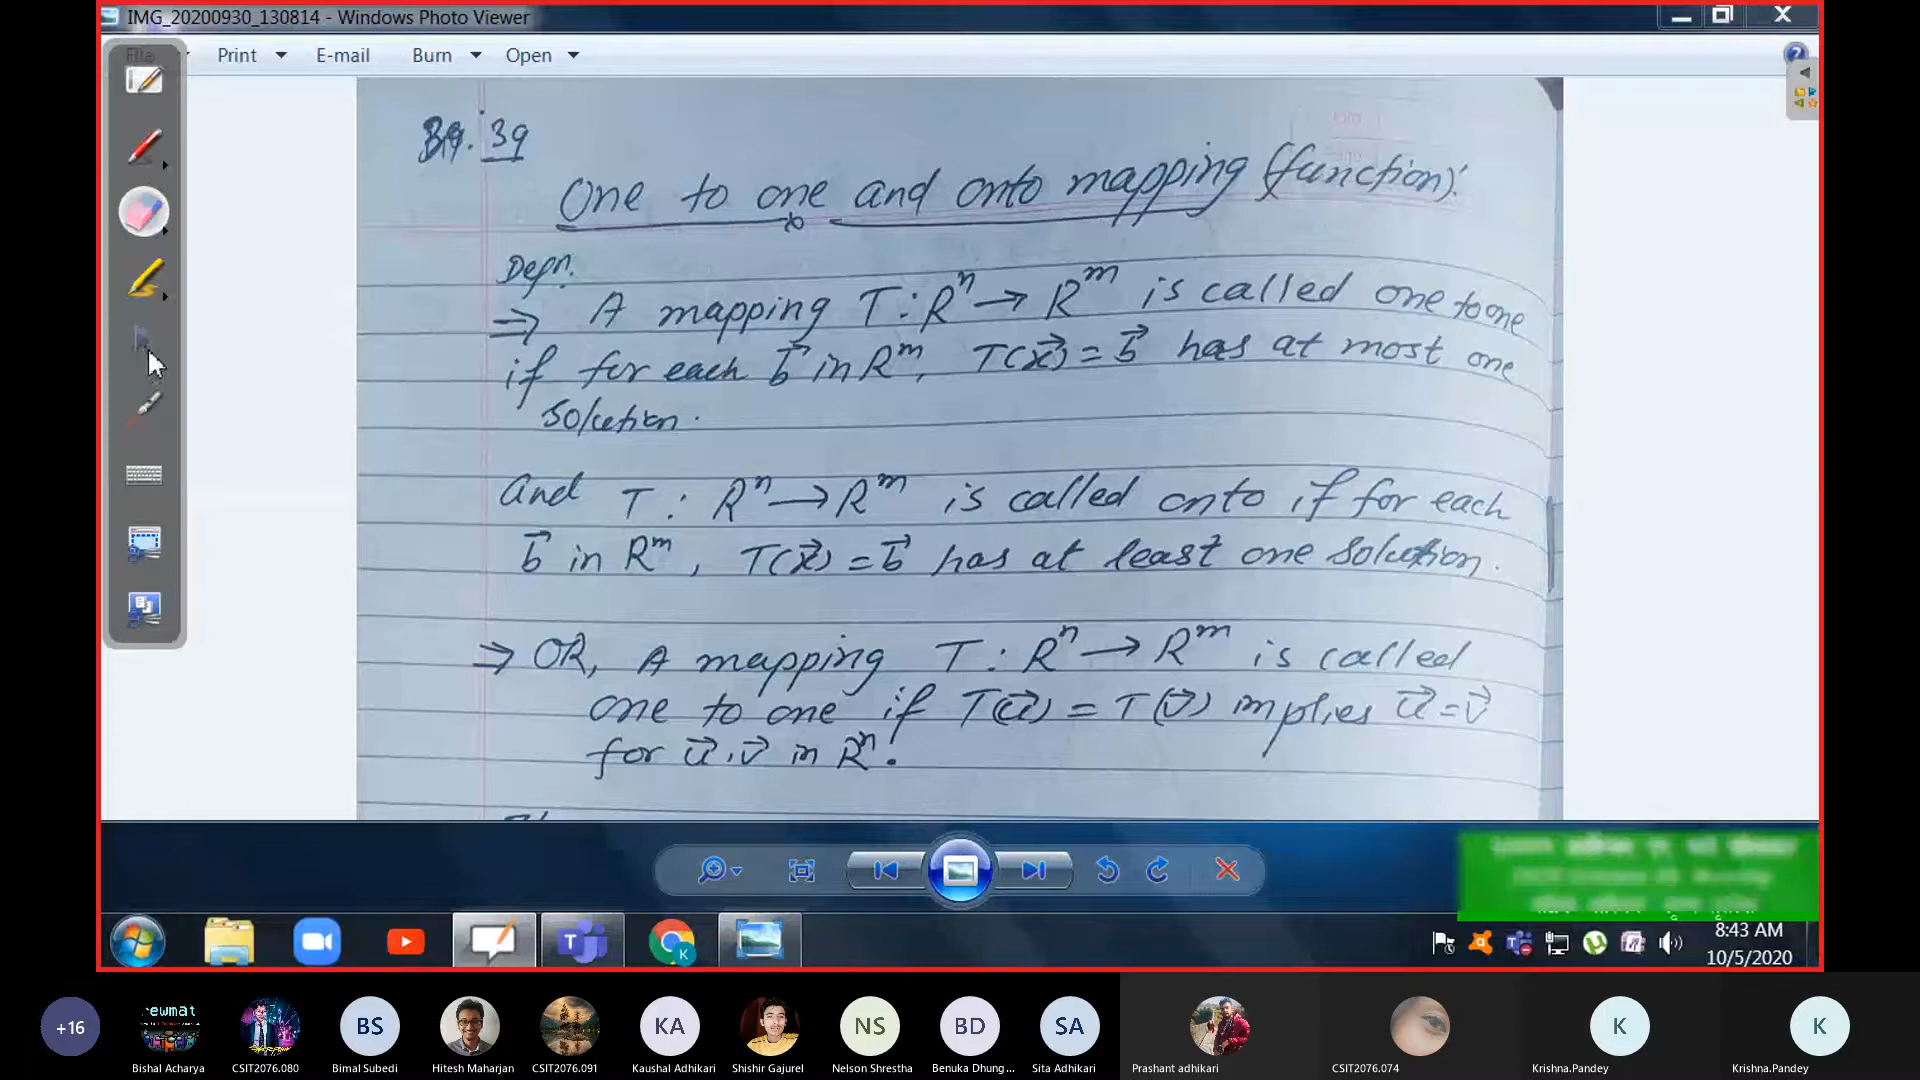 IMG_20200930_130814 - Windows Photo Viewer
File Print E-mail Burn Open
39
One to one and onto mapping (function):
Defn.
⇒ A mapping T: Rⁿ → Rᵐ is called one to one
if for each b⃗ in Rᵐ, T(x⃗) = b⃗ has at most one
solution.
And T: Rⁿ → Rᵐ is called onto if for each
b⃗ in Rᵐ, T(x⃗) = b⃗ has at least one solution.
⇒ OR, A mapping T: Rⁿ → Rᵐ is called
one to one if T(u⃗) = T(v⃗) implies u⃗ = v⃗
for u⃗, v⃗ in Rⁿ.
8:43 AM
10/5/2020
+16
ewmat
BS
KA
NS
BD
SA
K
K
Bishal Acharya
CSIT2076.080
Bimal Subedi
Hitesh Maharjan
CSIT2076.091
Kaushal Adhikari
Shishir Gajurel
Nelson Shrestha
Benuka Dhung...
Sita Adhikari
Prashant adhikari
CSIT2076.074
Krishna.Pandey
Krishna.Pandey